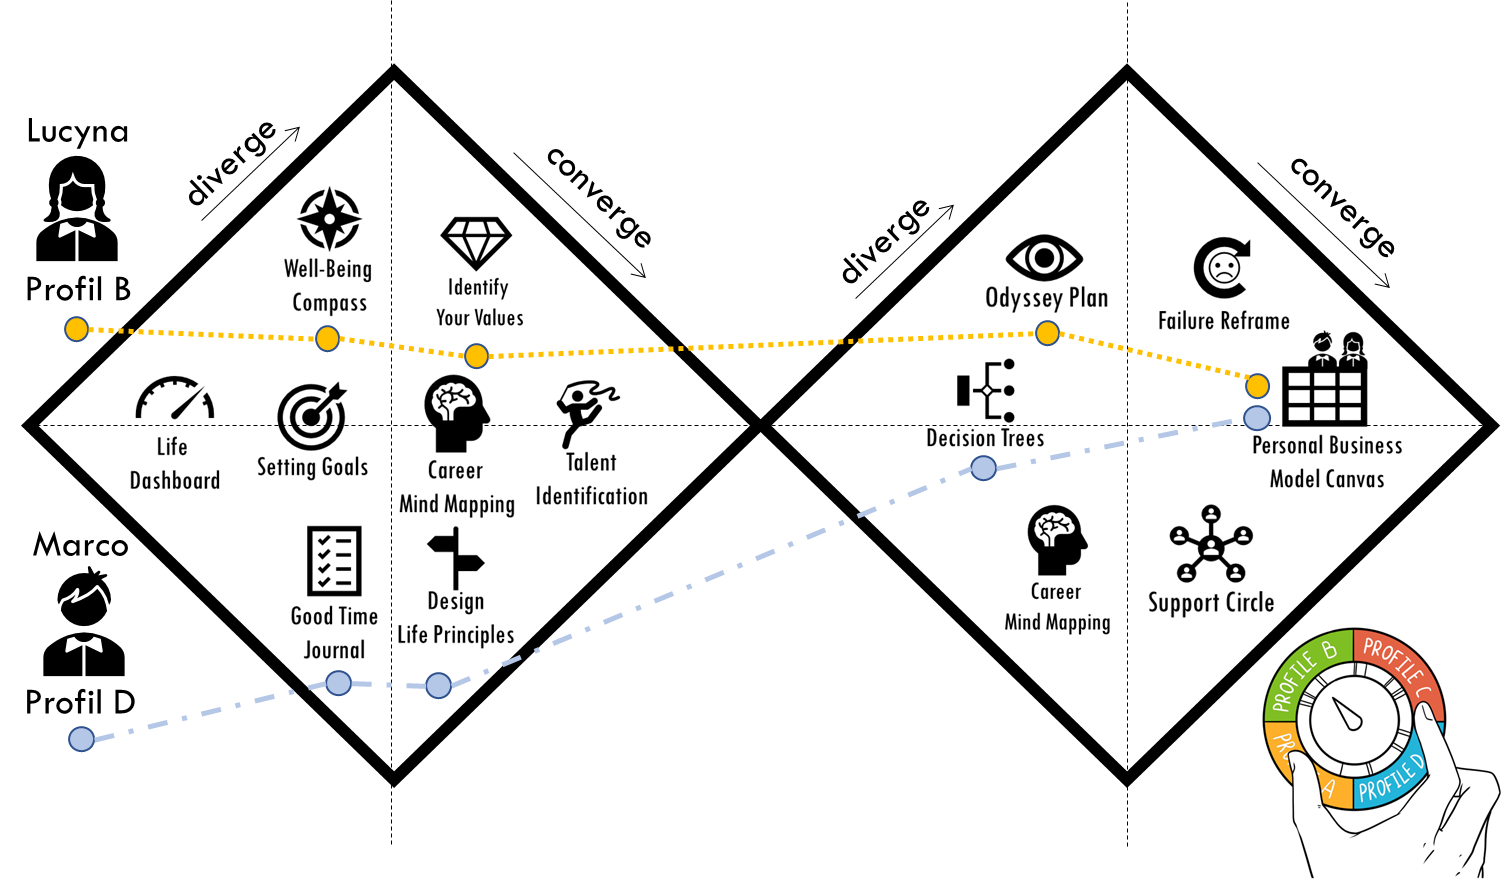 Lucyna
Profil B
diverge
converge
Well-Being
Compass
Identify
Your Values
Life
Dashboard
Setting Goals
Career
Mind Mapping
Talent
Identification
Marco
Profil D
Good Time
Journal
Design
Life Principles
diverge
converge
Odyssey Plan
Failure Reframe
Decision Trees
Personal Business
Model Canvas
Career
Mind Mapping
Support Circle
PROFILE B
PROFILE C
PROFILE D
A